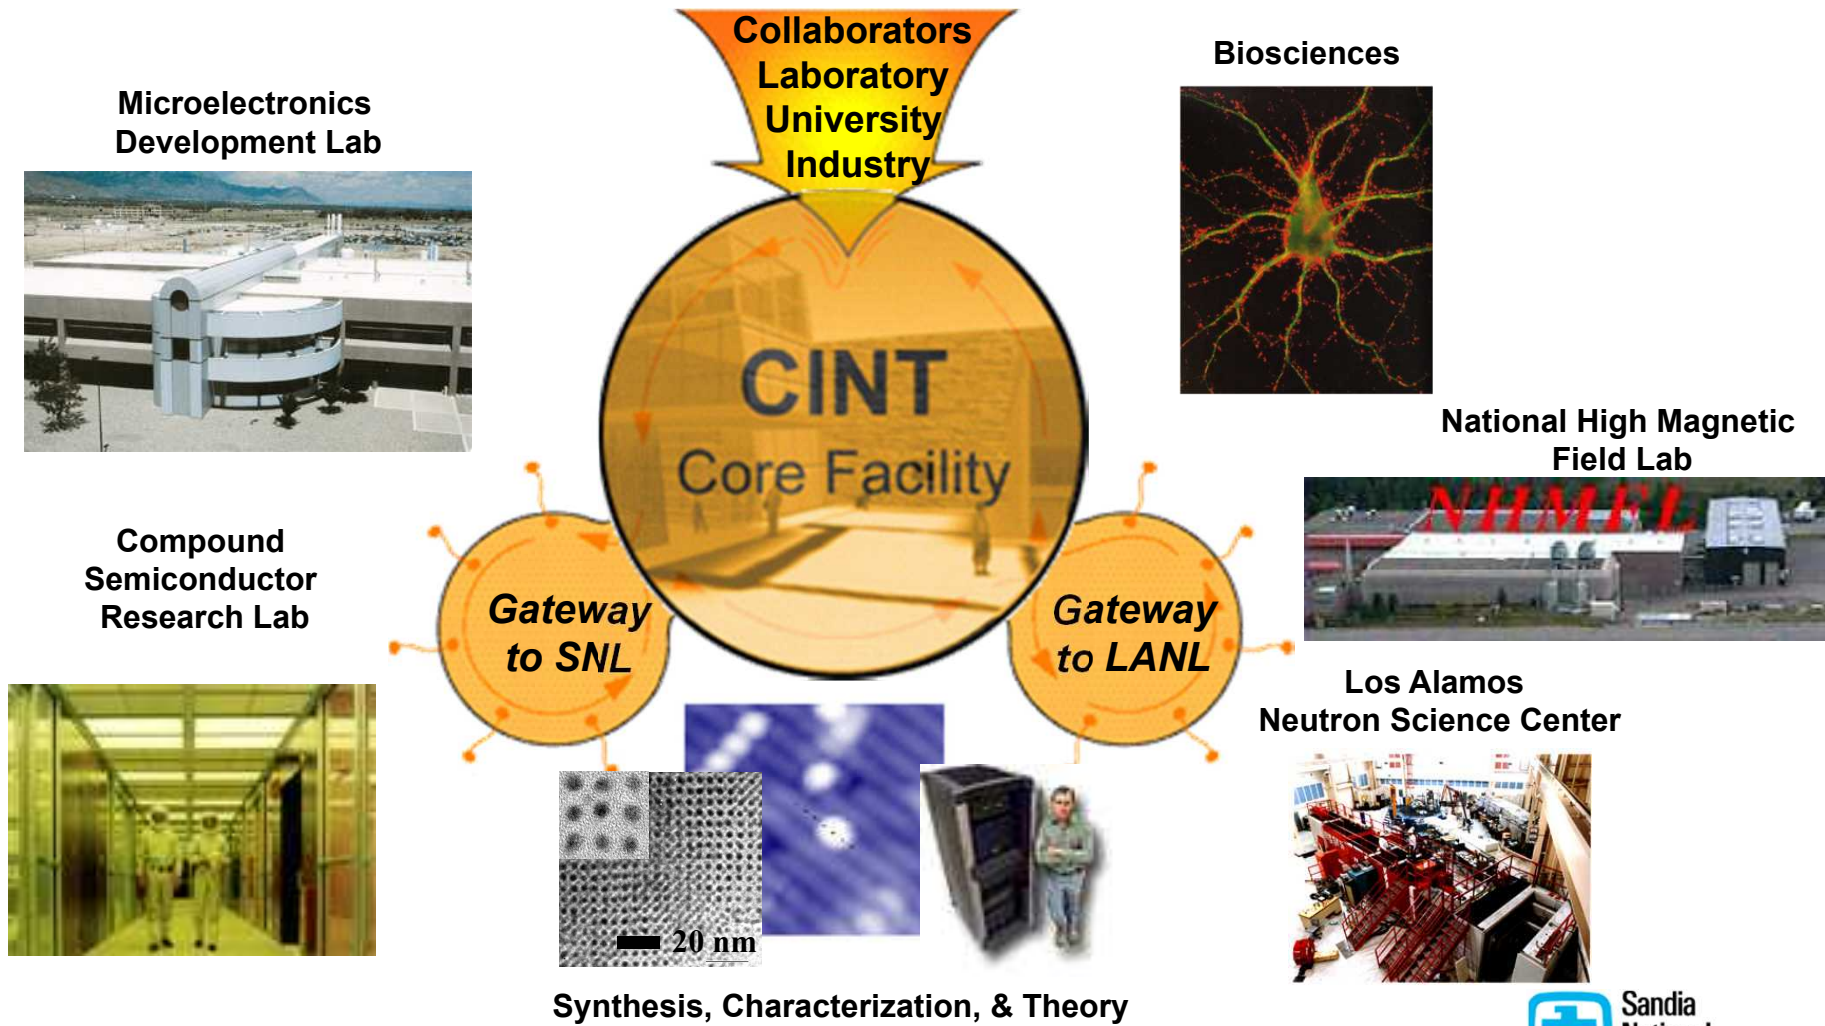 Collaborators
Laboratory
University
Industry
Biosciences
Microelectronics
Development Lab
CINT
Core Facility
National High Magnetic
Field Lab
NHMFL
Compound
Semiconductor
Research Lab
Gateway
to SNL
Gateway
to LANL
Los Alamos
Neutron Science Center
20 nm
Synthesis, Characterization, & Theory
Sandia
National